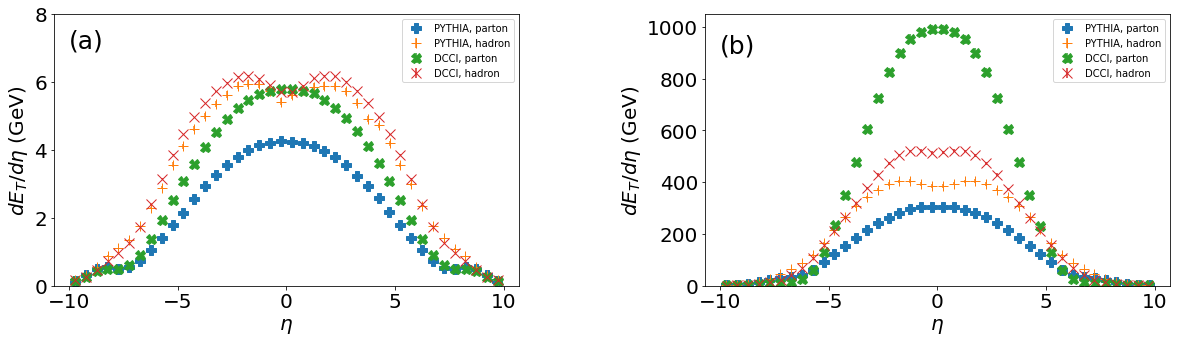 (a)
PYTHIA, parton
PYTHIA, hadron
DCCI, parton
DCCI, hadron
dE_T/dη (GeV)
8
6
4
2
0
−10
−5
0
5
10
η
(b)
PYTHIA, parton
PYTHIA, hadron
DCCI, parton
DCCI, hadron
dE_T/dη (GeV)
1000
800
600
400
200
0
−10
−5
0
5
10
η